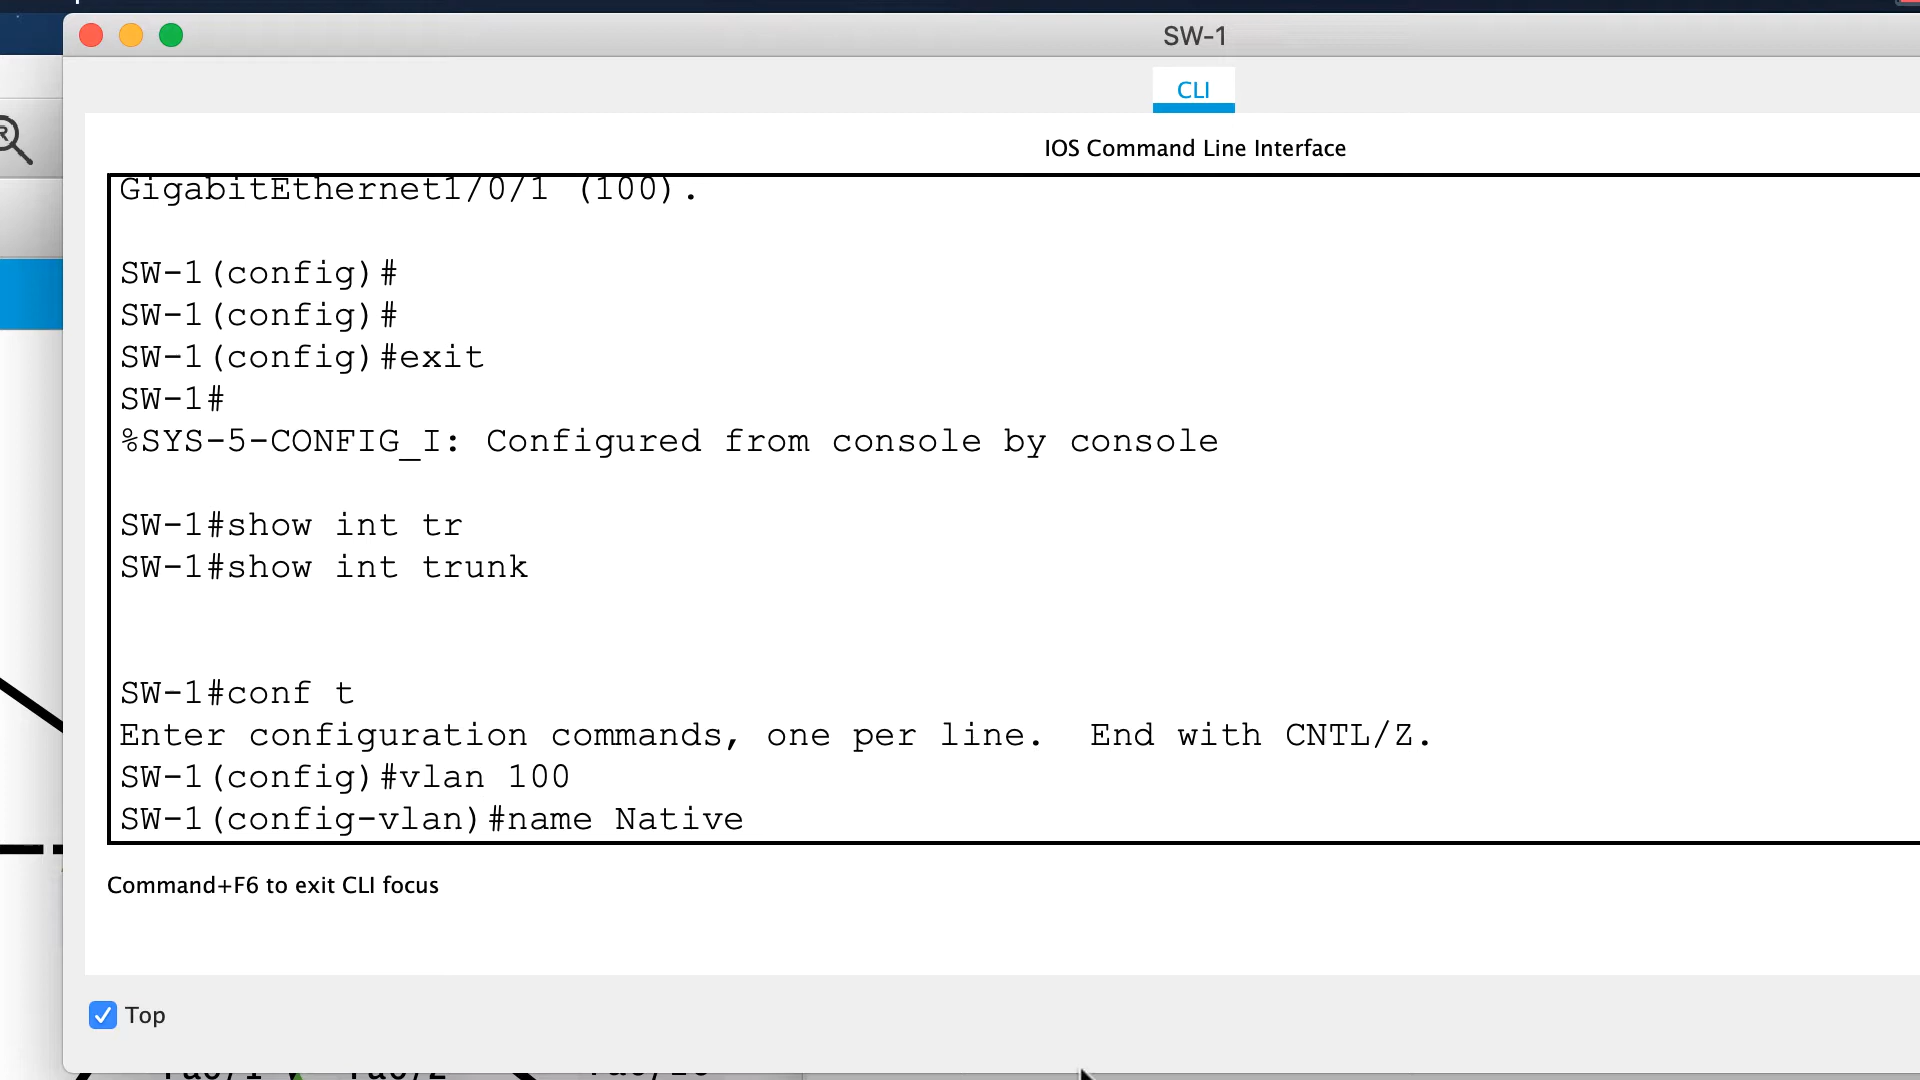 SW-1
CLI
IOS Command Line Interface
GigabitEthernet1/0/1 (100).
SW-1(config)#
SW-1(config)#
SW-1(config)#exit
SW-1#
%SYS-5-CONFIG_I: Configured from console by console
SW-1#show int tr
SW-1#show int trunk
SW-1#conf t
Enter configuration commands, one per line.  End with CNTL/Z.
SW-1(config)#vlan 100
SW-1(config-vlan)#name Native
Command+F6 to exit CLI focus
Top